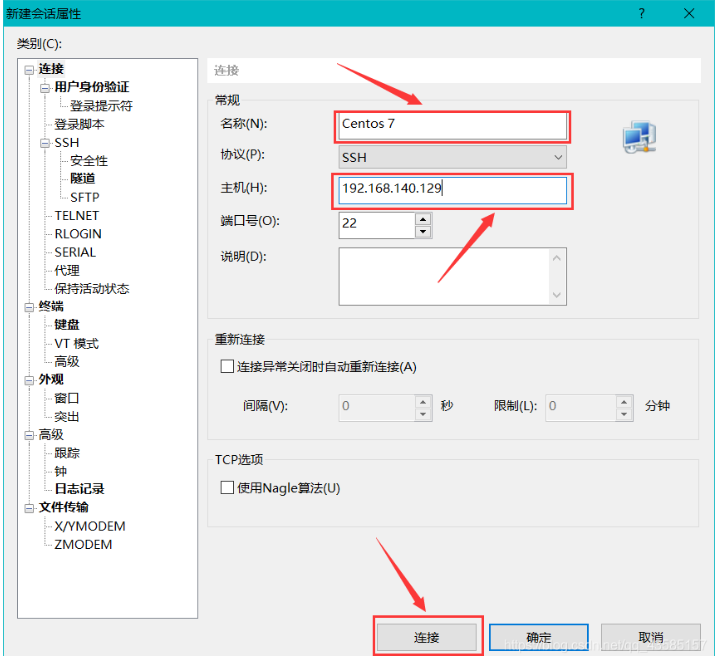 新建会话属性 ?
类别(C):
连接
用户身份验证
登录提示符
登录脚本
SSH
安全性
隧道
SFTP
TELNET
RLOGIN
SERIAL
代理
保持活动状态
终端
键盘
VT 模式
高级
外观
窗口
突出
高级
跟踪
钟
日志记录
文件传输
X/YMODEM
ZMODEM
连接
常规
名称(N): Centos 7
协议(P): SSH
主机(H): 192.168.140.129
端口号(O): 22
说明(D):
重新连接
连接异常关闭时自动重新连接(A)
间隔(V): 0 秒 限制(L): 0 分钟
TCP选项
使用Nagle算法(U)
连接 确定 取消